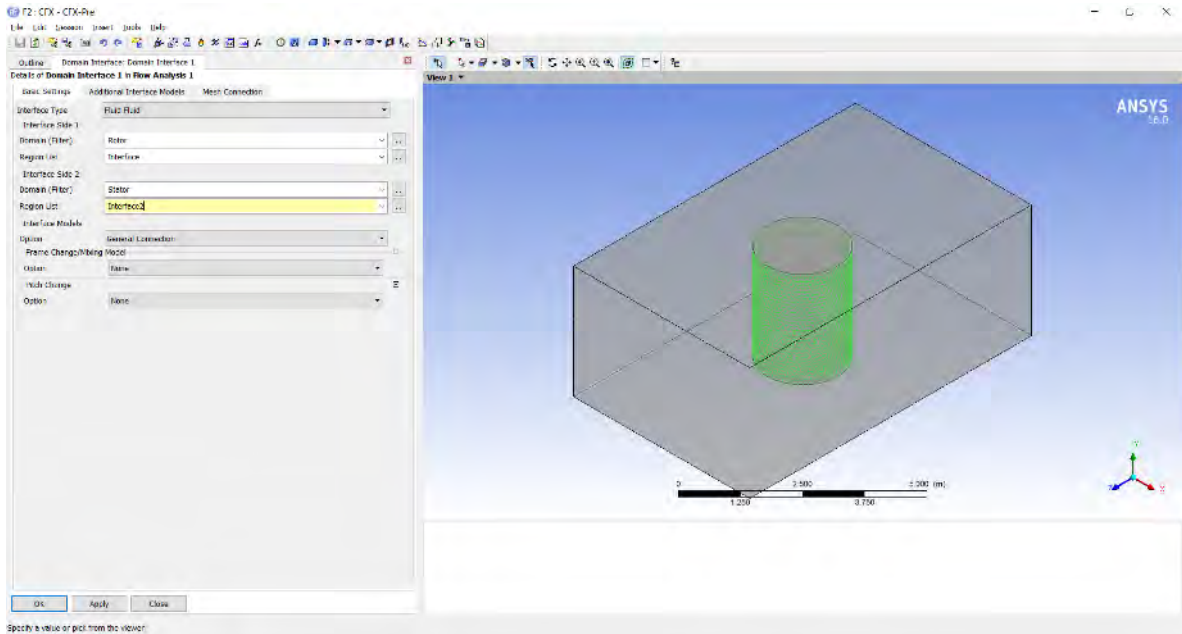 F2 : CFX - CFX-Pre
File Edit Session Insert Tools Help
Outline Domain Interface: Domain Interface 1
Details of Domain Interface 1 in Flow Analysis 1
Basic Settings Additional Interface Models Mesh Connection
Interface Type Fluid Fluid
Interface Side 1
Domain (Filter) Rotor
Region List Interface
Interface Side 2
Domain (Filter) Stator
Region List Interface2
Interface Models
Option General Connection
Frame Change/Mixing Model
Option None
Pitch Change
Option None
OK Apply Close
Specify a value or pick from the viewer.
View 1
ANSYS
16.0
0 2.500 5.000 (m)
1.250 3.750
Y
X